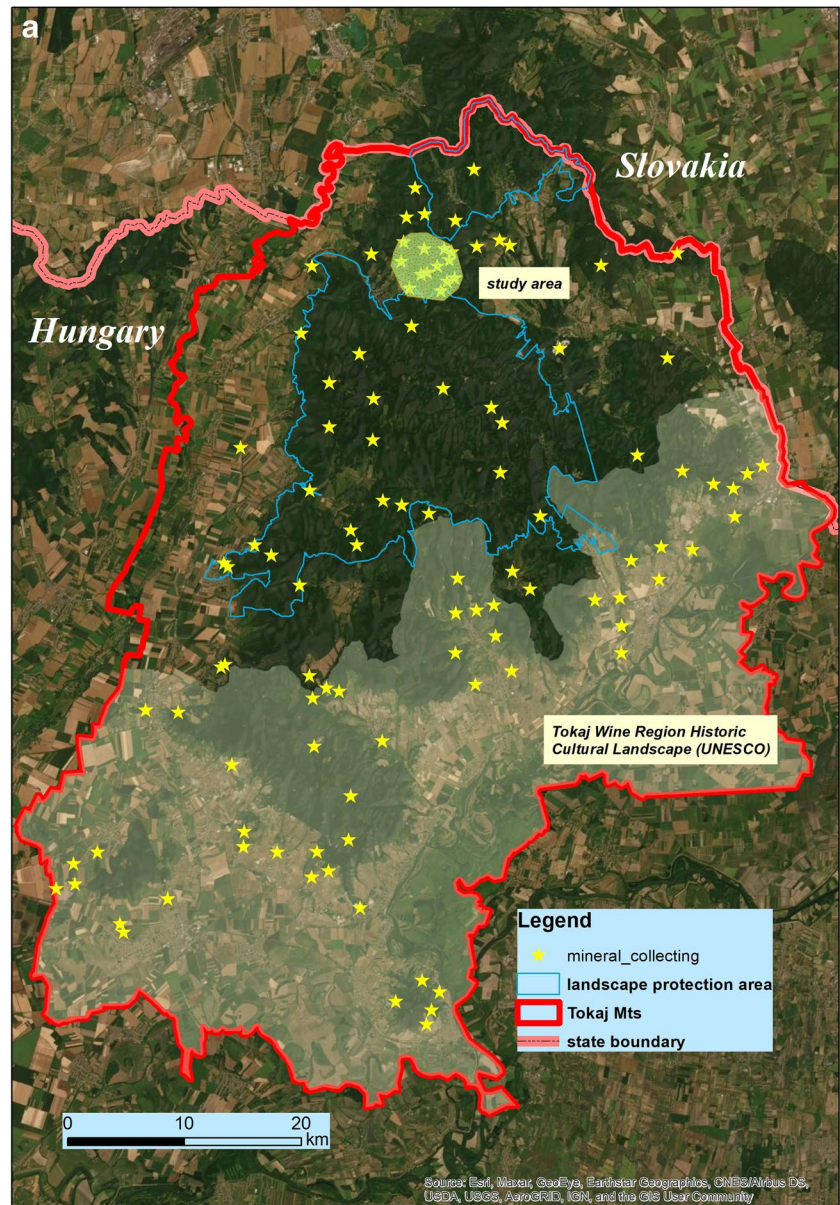 a
Slovakia
study area
Hungary
Tokaj Wine Region Historic
Cultural Landscape (UNESCO)
Legend
mineral_collecting
landscape protection area
Tokaj Mts
state boundary
0 10 20
km
Source: Esri, Maxar, GeoEye, Earthstar Geographics, CNES/Airbus DS,
USDA, USGS, AeroGRID, IGN, and the GIS User Community